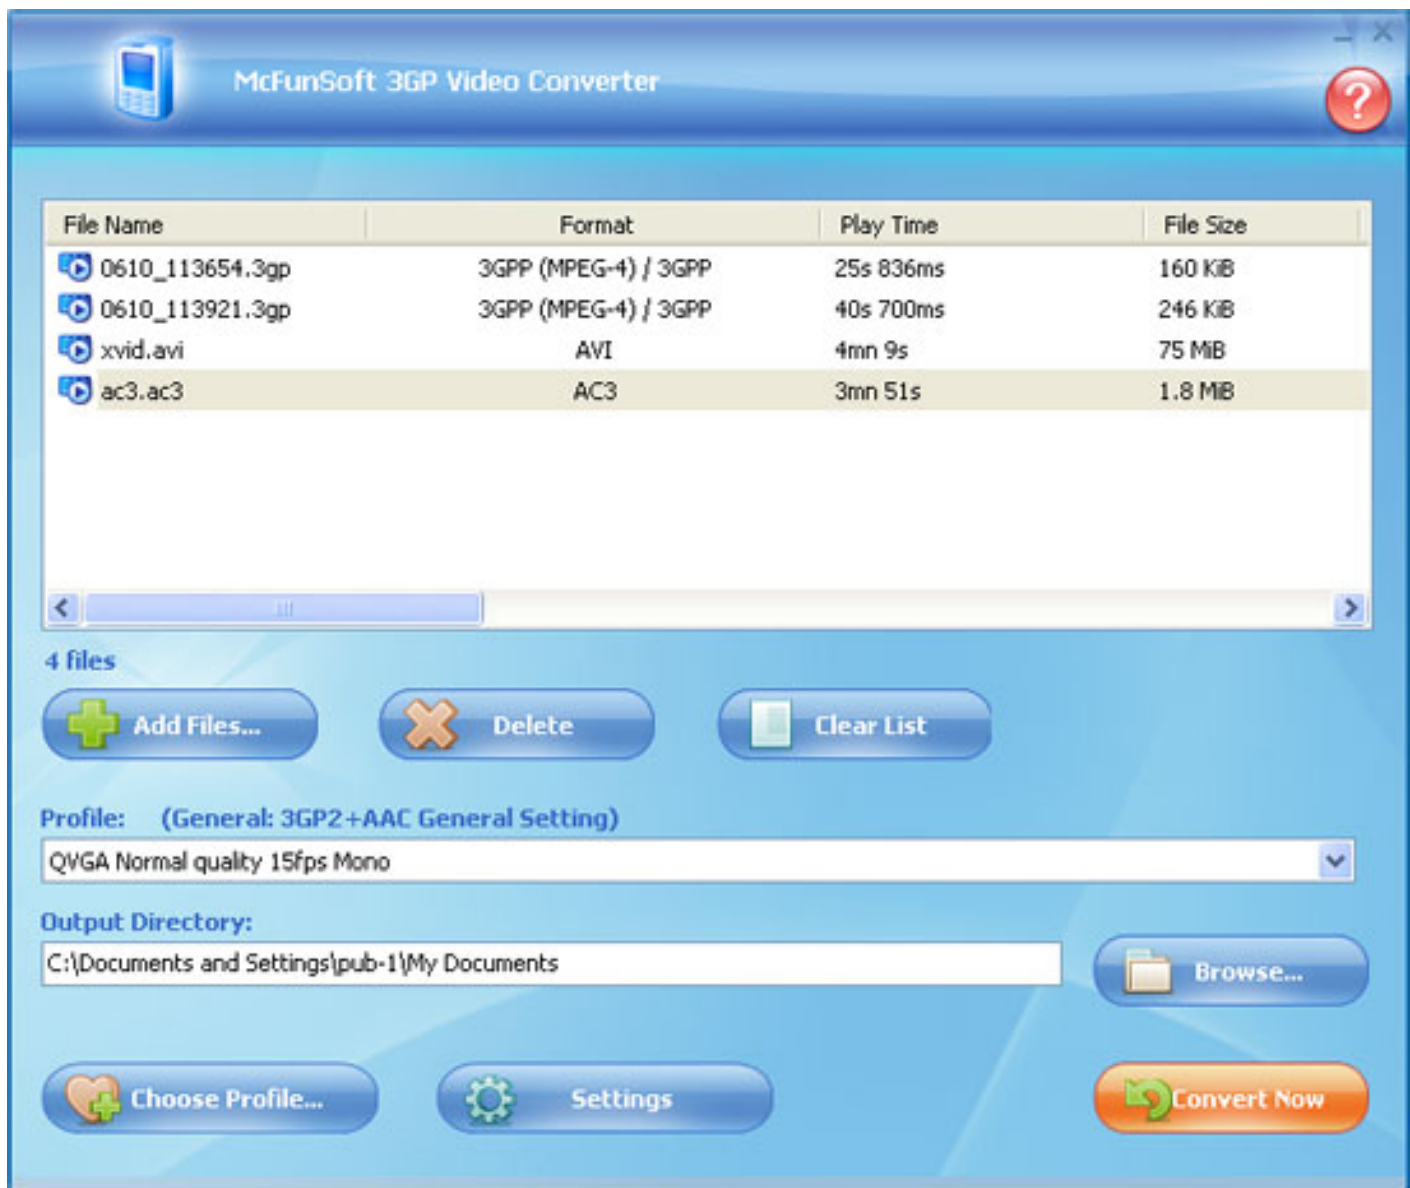 McFunSoft 3GP Video Converter
?
File Name Format Play Time File Size
0610_113654.3gp 3GPP (MPEG-4) / 3GPP 25s 836ms 160 KiB
0610_113921.3gp 3GPP (MPEG-4) / 3GPP 40s 700ms 246 KiB
xvid.avi AVI 4mn 9s 75 MiB
ac3.ac3 AC3 3mn 51s 1.8 MiB
4 files
Add Files... Delete Clear List
Profile: (General: 3GP2+AAC General Setting)
QVGA Normal quality 15fps Mono
Output Directory:
C:\Documents and Settings\pub-1\My Documents
Browse...
Choose Profile... Settings Convert Now